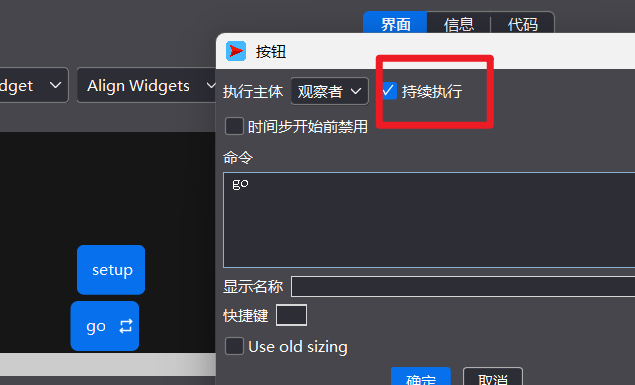 界面 信息 代码
按钮
dget Align Widgets
执行主体 观察者 持续执行
时间步开始前禁用
命令
go
setup
显示名称
go
快捷键
Use old sizing
确定 取消